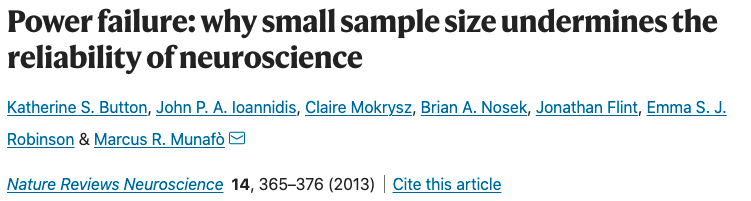 Power failure: why small sample size undermines the
reliability of neuroscience
Katherine S. Button, John P. A. Ioannidis, Claire Mokrysz, Brian A. Nosek, Jonathan Flint, Emma S. J.
Robinson & Marcus R. Munafò
Nature Reviews Neuroscience 14, 365–376 (2013) | Cite this article